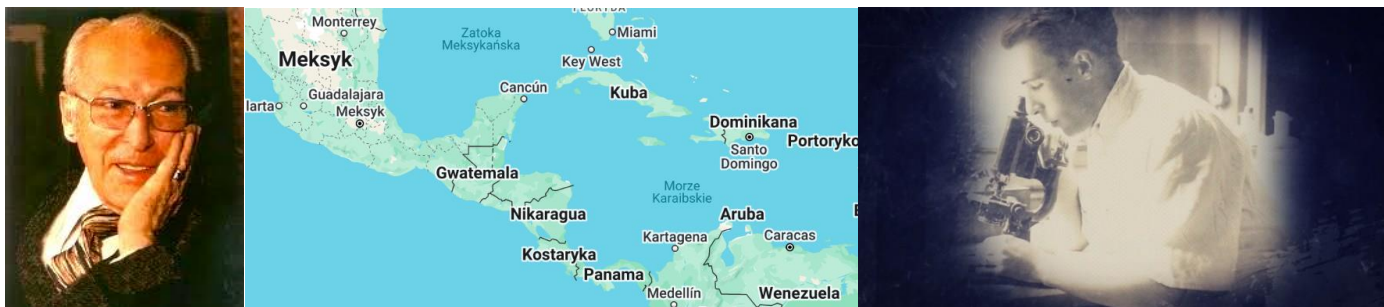 Monterrey
Meksyk
Guadalajara
larta
Meksyk
Zatoka
Meksykańska
Miami
Key West
Cancún
Kuba
Dominikana
Santo
Domingo
Portoryko
Gwatemala
Morze
Karaibskie
Nikaragua
Aruba
Kartagena
Caracas
Kostaryka
Panama
Medellín
Wenezuela